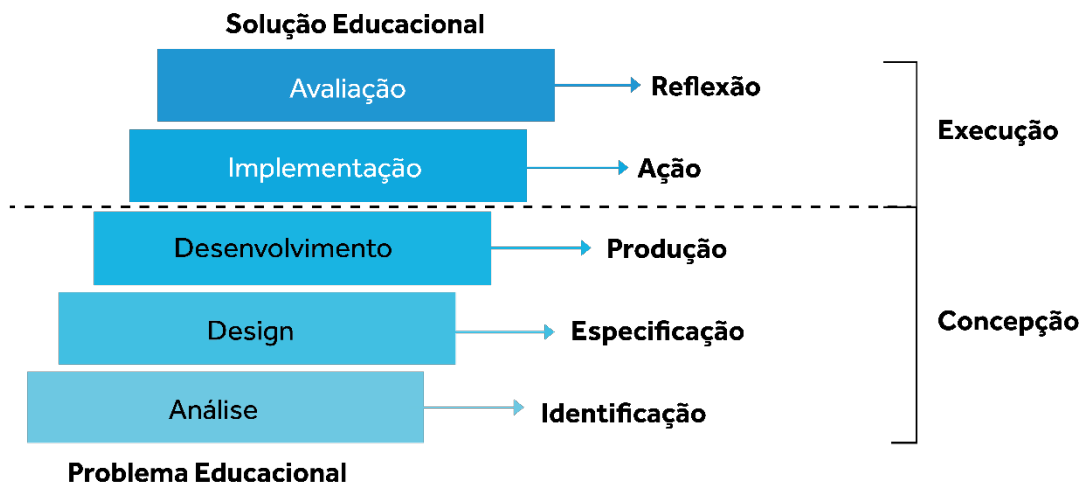 Solução Educacional
Avaliação
Reflexão
Execução
Implementação
Ação
Desenvolvimento
Produção
Design
Especificação
Concepção
Análise
Identificação
Problema Educacional